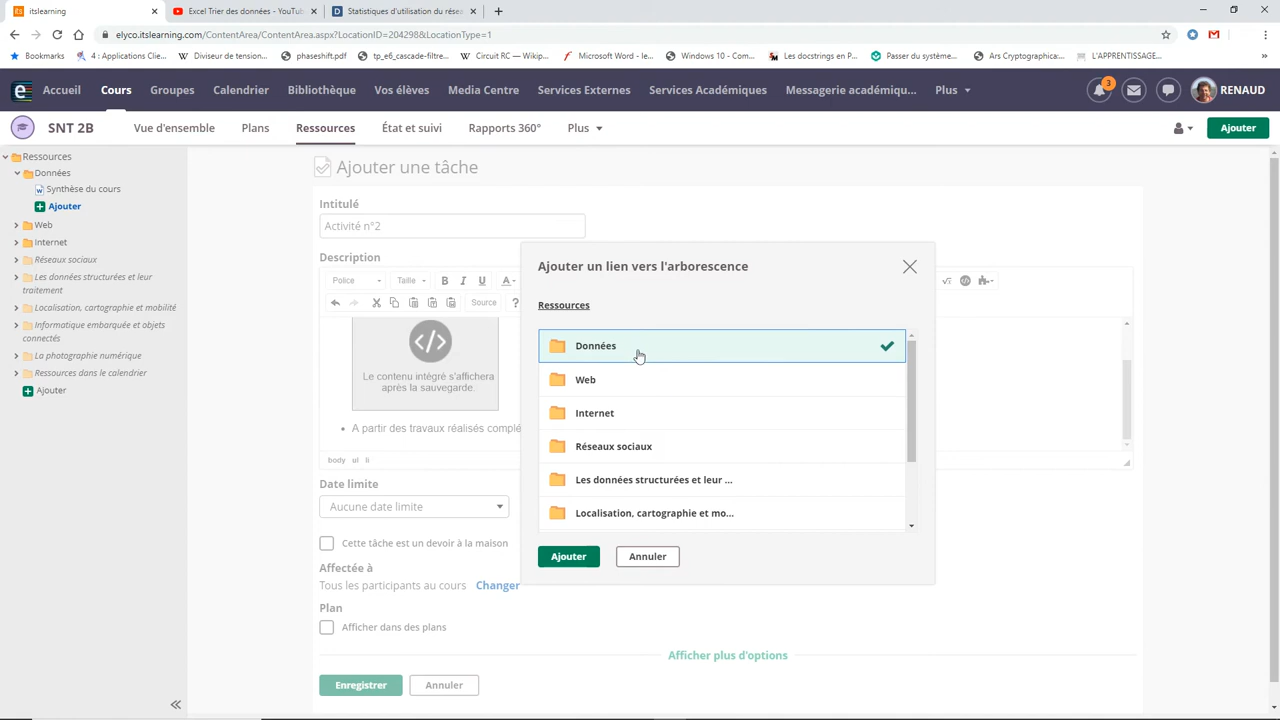 itslearning
Excel Trier des données - YouTub
Statistiques d'utilisation du rése
elyco.itslearning.com/ContentArea/ContentArea.aspx?LocationID=204298&LocationType=1
Bookmarks
4 : Applications Clie...
Diviseur de tension...
phaseshift.pdf
tp_e6_cascade-filtre...
Circuit RC — Wikip...
Microsoft Word - le...
Windows 10 - Com...
Les docstrings en P...
Passer du système...
Ars Cryptographica:...
L'APPRENTISSAGE...
Accueil
Cours
Groupes
Calendrier
Bibliothèque
Vos élèves
Media Centre
Services Externes
Services Académiques
Messagerie académiqu...
Plus
3
RENAUD
SNT 2B
Vue d'ensemble
Plans
Ressources
État et suivi
Rapports 360°
Plus
Ajouter
Ressources
Données
Synthèse du cours
Ajouter
Web
Internet
Réseaux sociaux
Les données structurées et leur
traitement
Localisation, cartographie et mobilité
Informatique embarquée et objets
connectés
La photographie numérique
Ressources dans le calendrier
Ajouter
Ajouter une tâche
Intitulé
Activité n°2
Description
Police
Taille
B I U A
Source
?
Le contenu intégré s'affichera
après la sauvegarde.
A partir des travaux réalisés complé
body ul li
Date limite
Aucune date limite
Cette tâche est un devoir à la maison
Affectée à
Tous les participants au cours Changer
Plan
Afficher dans des plans
Afficher plus d'options
Enregistrer
Annuler
Ajouter un lien vers l'arborescence
Ressources
Données
Web
Internet
Réseaux sociaux
Les données structurées et leur ...
Localisation, cartographie et mo...
Ajouter
Annuler